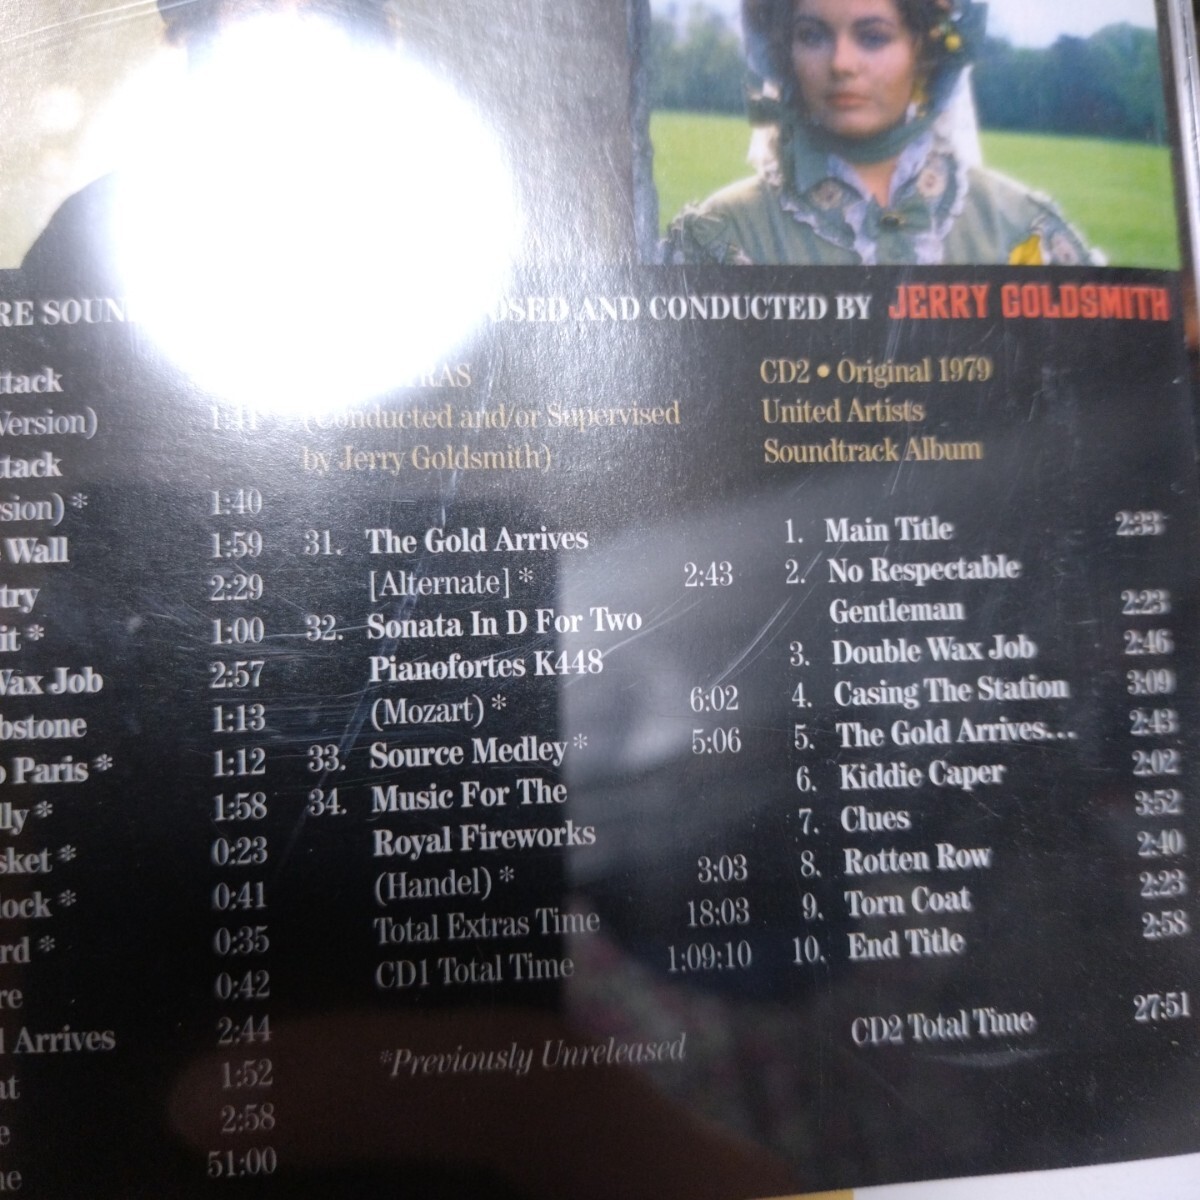 RE SOUN OSED AND CONDUCTED BY JERRY GOLDSMITH
ttack
Version) 1:41
ttack
sion) * 1:40
Wall 1:59
try 2:29
it * 1:00
Wax Job 2:57
bstone 1:13
o Paris * 1:12
lly * 1:58
sket * 0:23
lock * 0:41
rd * 0:35
re 0:42
l Arrives 2:44
at 1:52
e 2:58
me 51:00
RAS
(Conducted and/or Supervised
by Jerry Goldsmith)
31. The Gold Arrives
[Alternate] * 2:43
32. Sonata In D For Two
Pianofortes K448
(Mozart) * 6:02
33. Source Medley * 5:06
34. Music For The
Royal Fireworks
(Handel) * 3:03
Total Extras Time 18:03
CD1 Total Time 1:09:10
*Previously Unreleased
CD2 • Original 1979
United Artists
Soundtrack Album
1. Main Title 2:33
2. No Respectable
Gentleman 2:23
3. Double Wax Job 2:46
4. Casing The Station 3:09
5. The Gold Arrives... 2:43
6. Kiddie Caper 2:02
7. Clues 3:52
8. Rotten Row 2:40
9. Torn Coat 2:23
10. End Title 2:58
CD2 Total Time 27:51